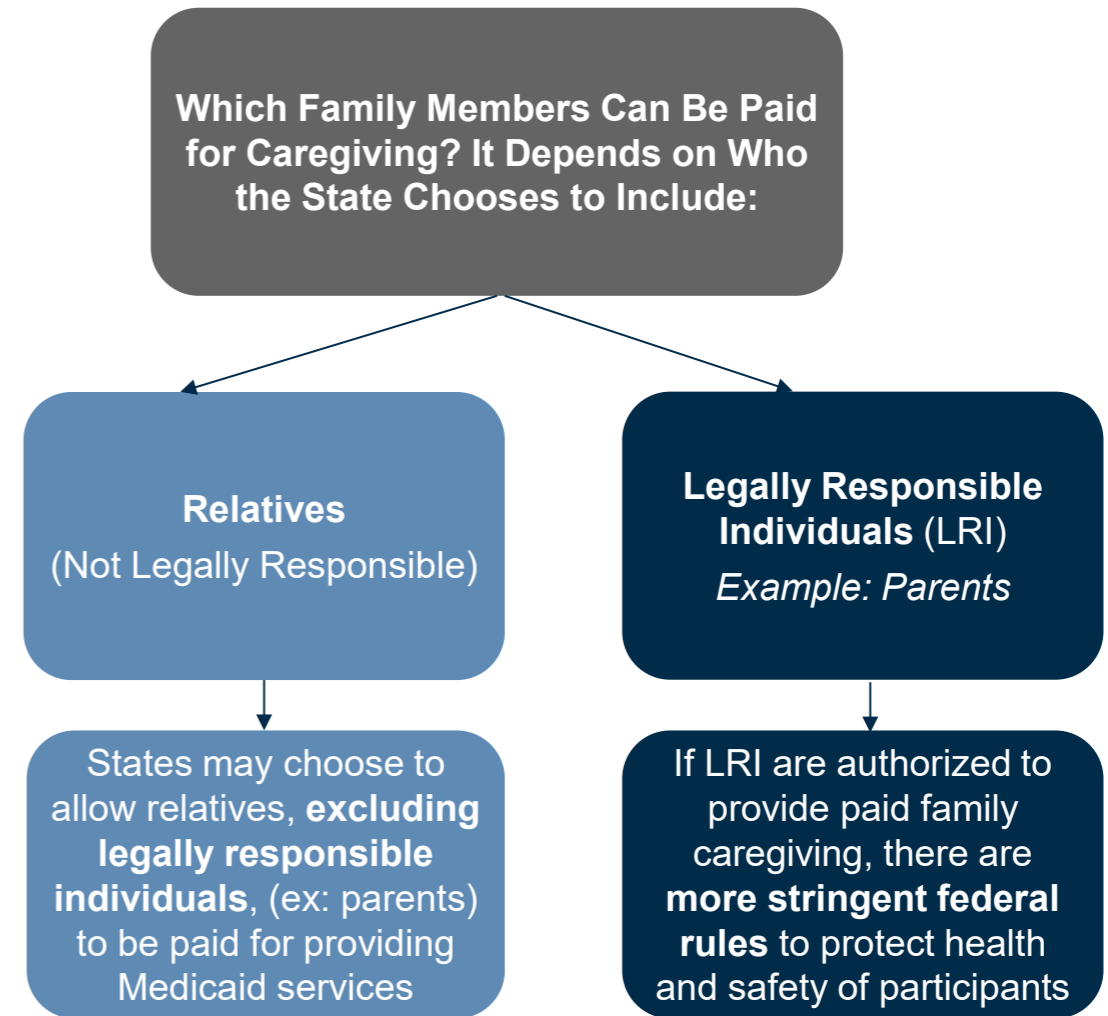 Which Family Members Can Be Paid
for Caregiving? It Depends on Who
the State Chooses to Include:
Relatives
(Not Legally Responsible)
Legally Responsible
Individuals (LRI)
Example: Parents
States may choose to
allow relatives, excluding
legally responsible
individuals, (ex: parents)
to be paid for providing
Medicaid services
If LRI are authorized to
provide paid family
caregiving, there are
more stringent federal
rules to protect health
and safety of participants